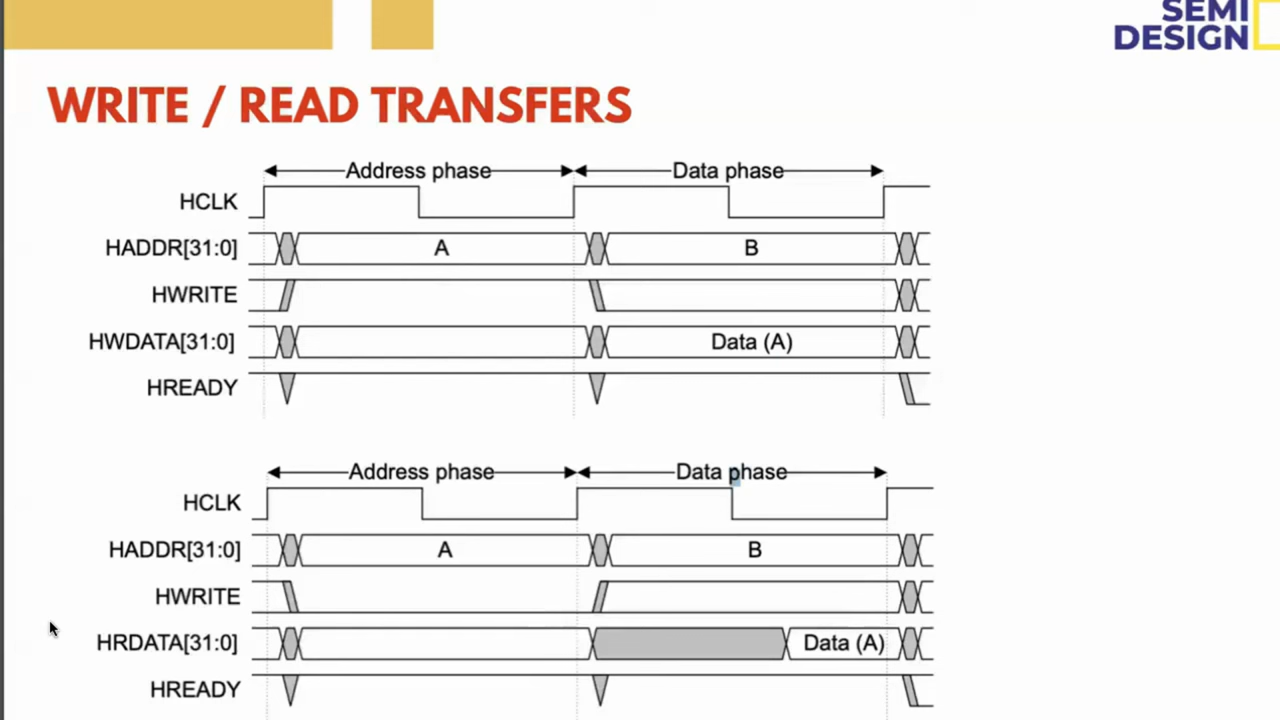 SEMI
DESIGN
WRITE / READ TRANSFERS
Address phase Data phase
HCLK
HADDR[31:0] A B
HWRITE
HWDATA[31:0] Data (A)
HREADY
Address phase Data phase
HCLK
HADDR[31:0] A B
HWRITE
HRDATA[31:0] Data (A)
HREADY